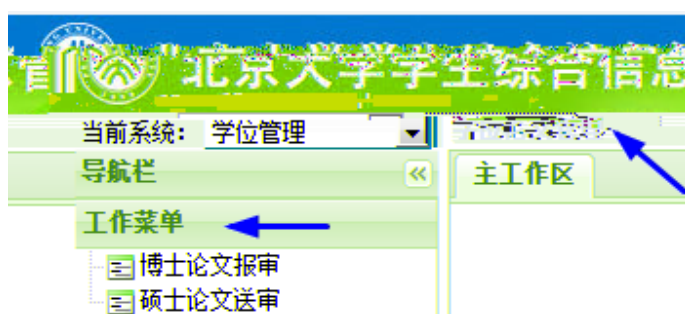 北京大学学生综合信息
当前系统： 学位管理
导航栏
主工作区
工作菜单
博士论文报审
硕士论文送审